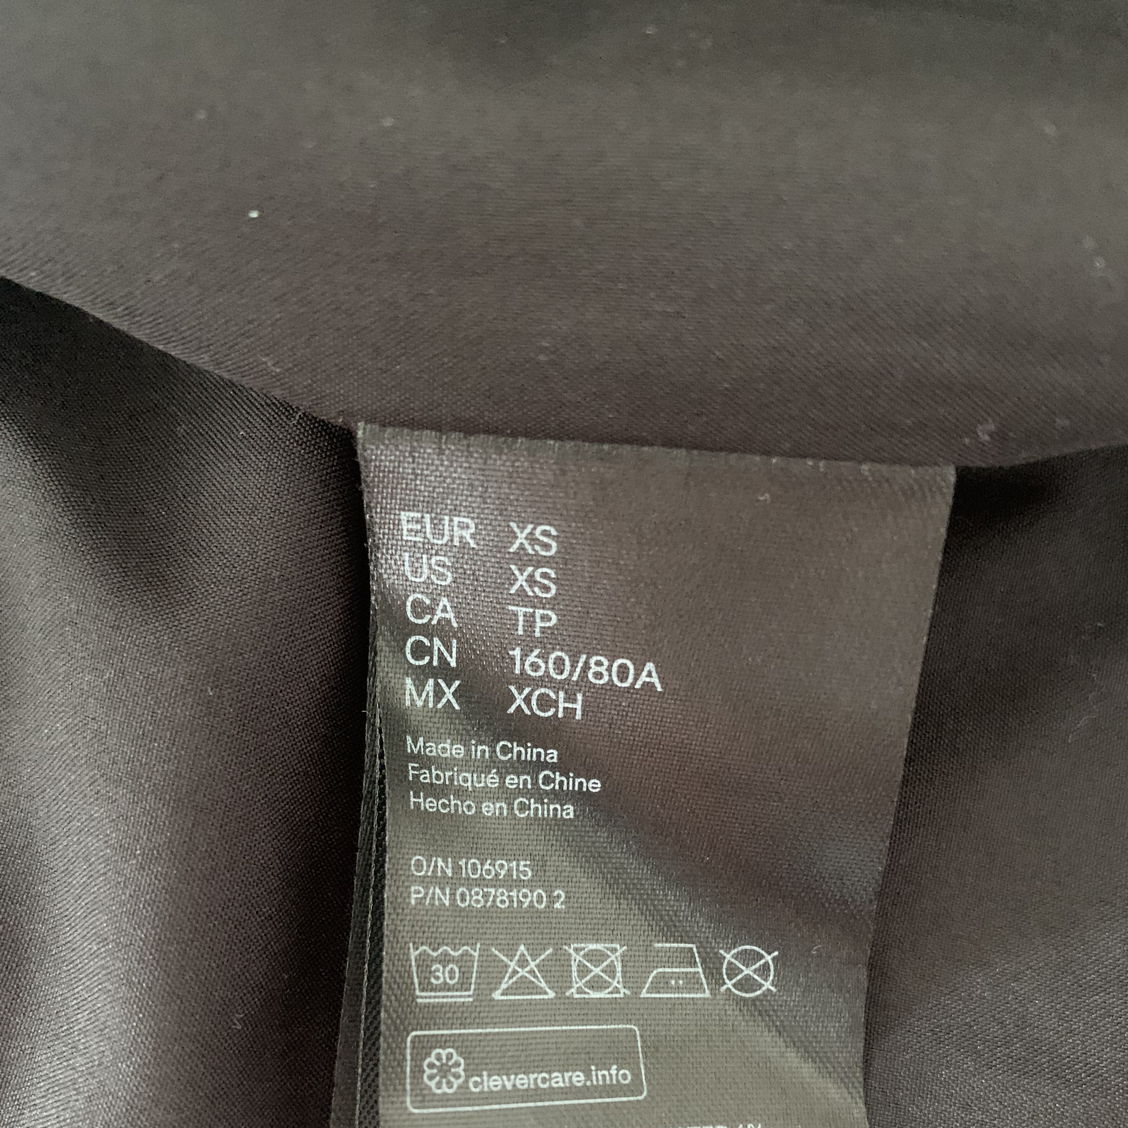 EUR XS
US XS
CA TP
CN 160/80A
MX XCH
Made in China
Fabriqué en Chine
Hecho en China
O/N 106915
P/N 0878190 2
30
clevercare.info